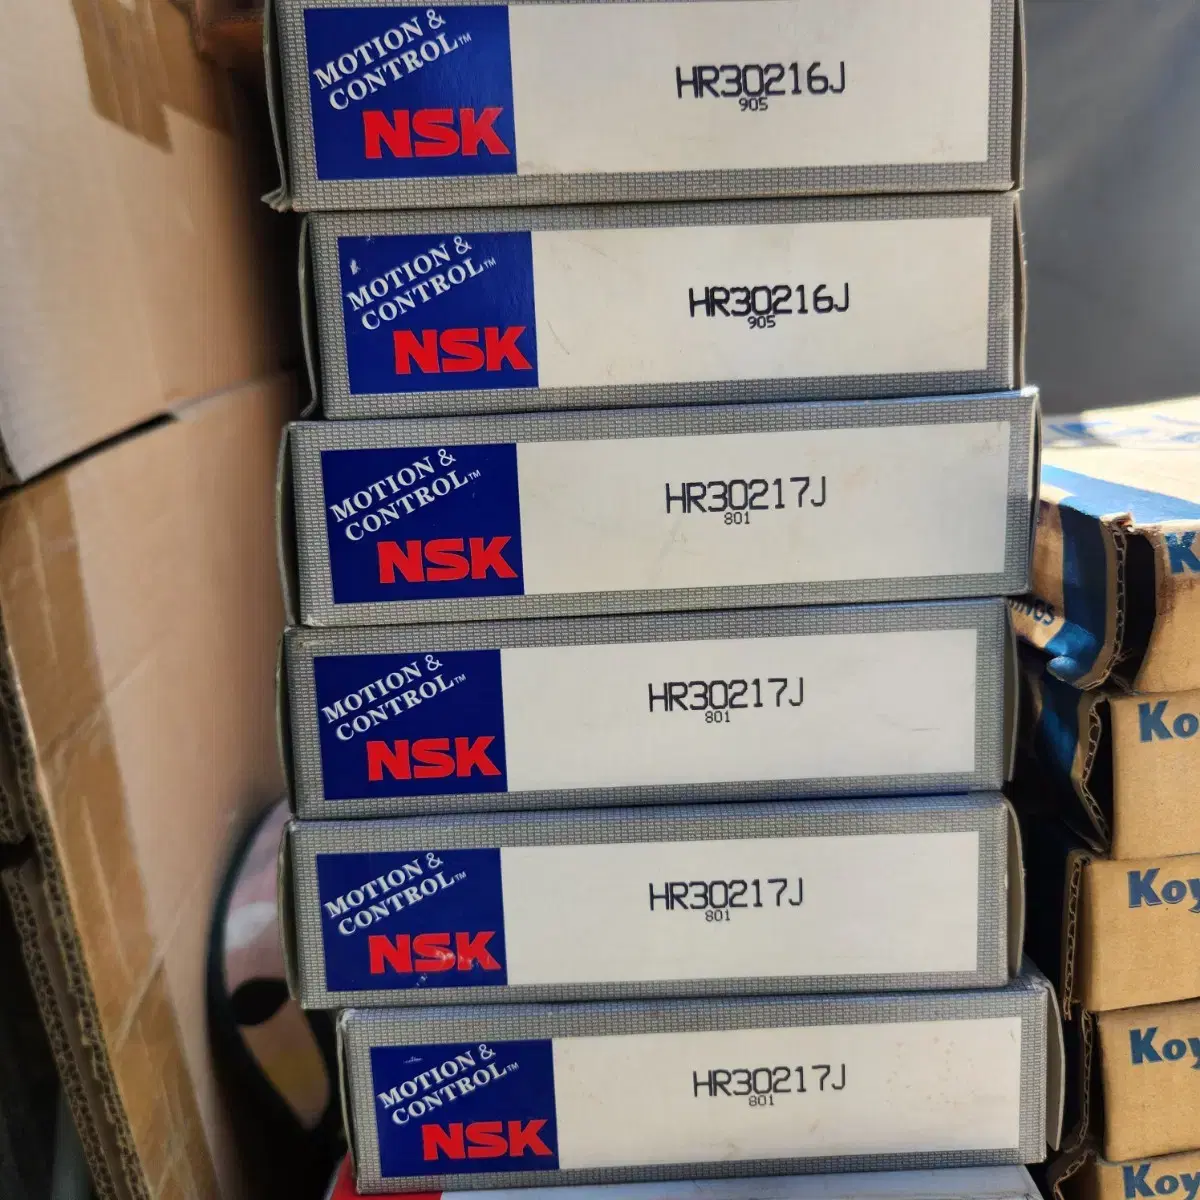 MOTION &
CONTROL™
NSK
HR30216J
905
MOTION &
CONTROL™
NSK
HR30216J
905
MOTION &
CONTROL™
NSK
HR30217J
801
MOTION &
CONTROL™
NSK
HR30217J
801
MOTION &
CONTROL™
NSK
HR30217J
801
MOTION &
CONTROL™
NSK
HR30217J
801
K
Ko
Koy
Koy
Koy